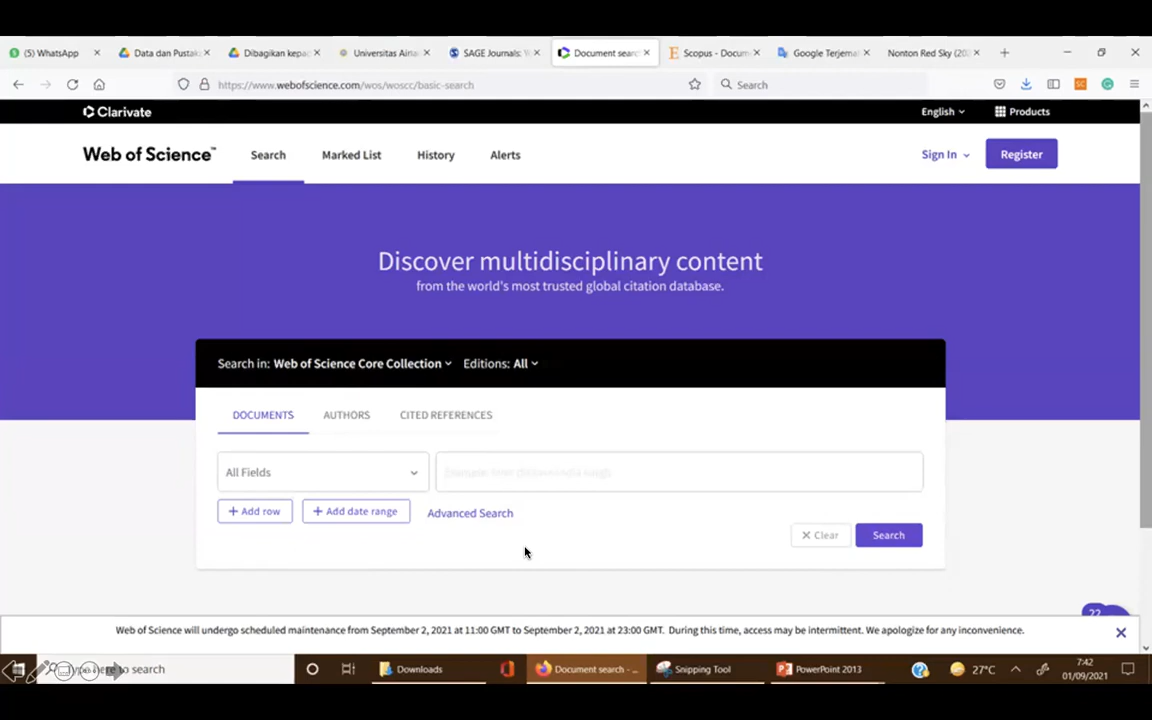 (5) WhatsApp
Data dan Pustak
Dibagikan kepa
Universitas Airla
SAGE Journals: 
Document searc
Scopus - Docum
Google Terjemal
Nonton Red Sky (20
https://www.webofscience.com/wos/woscc/basic-search
Search
Clarivate
English
Products
Web of Science™
Search
Marked List
History
Alerts
Sign In
Register
Discover multidisciplinary content
from the world's most trusted global citation database.
Search in: Web of Science Core Collection
Editions: All
DOCUMENTS
AUTHORS
CITED REFERENCES
All Fields
+ Add row
+ Add date range
Advanced Search
× Clear
Search
22
Web of Science will undergo scheduled maintenance from September 2, 2021 at 11:00 GMT to September 2, 2021 at 23:00 GMT. During this time, access may be intermittent. We apologize for any inconvenience.
here to search
Downloads
Document search - ...
Snipping Tool
PowerPoint 2013
27°C
7:42
01/09/2021